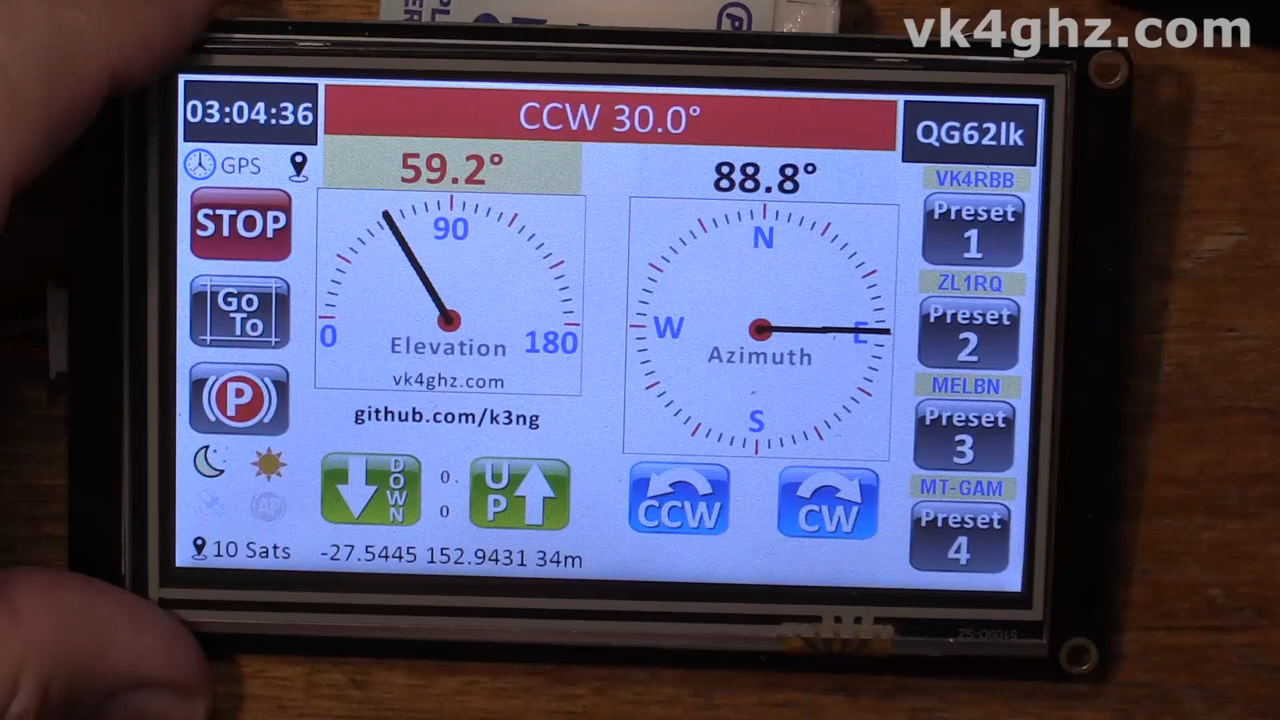 vk4ghz.com
03:04:36
CCW 30.0°
QG62lk
GPS
59.2°
88.8°
VK4RBB
STOP
90
N
Preset
1
Go
To
0
180
Elevation
vk4ghz.com
W
E
Azimuth
S
ZL1RQ
Preset
2
P
github.com/k3ng
MELBN
Preset
3
DOWN
0
0
UP
CCW
CW
AP
MT-GAM
Preset
4
10 Sats
-27.5445 152.9431 34m